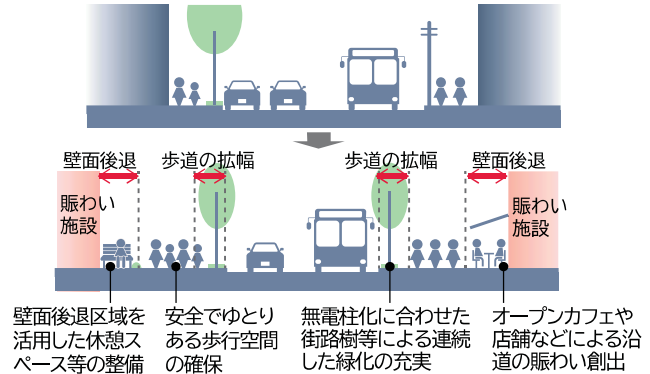 壁面後退
歩道の拡幅
歩道の拡幅
壁面後退
賑わい
施設
賑わい
施設
壁面後退区域を
活用した休憩ス
ペース等の整備
安全でゆとり
ある歩行空間
の確保
無電柱化に合わせた
街路樹等による連続
した緑化の充実
オープンカフェや
店舗などによる沿
道の賑わい創出